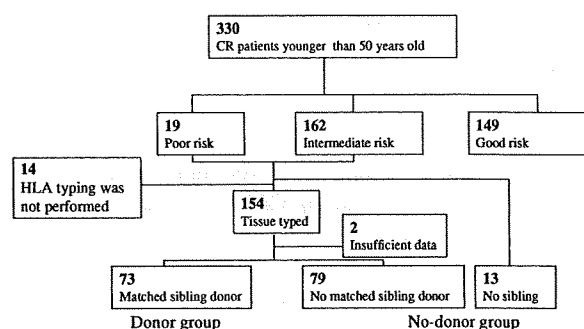 330
CR patients younger than 50 years old
19
Poor risk
162
Intermediate risk
149
Good risk
14
HLA typing was
not performed
154
Tissue typed
2
Insufficient data
73
Matched sibling donor
79
No matched sibling donor
13
No sibling
Donor group
No-donor group